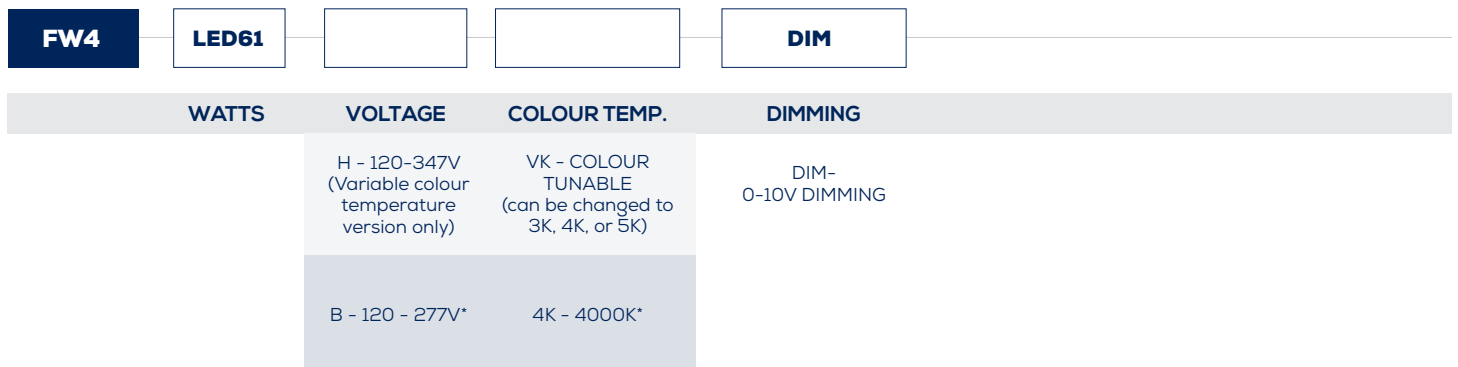 FW4 LED61 DIM
WATTS VOLTAGE COLOUR TEMP. DIMMING
H - 120-347V
(Variable colour
temperature
version only)
VK - COLOUR
TUNABLE
(can be changed to
3K, 4K, or 5K)
DIM-
0-10V DIMMING
B - 120 - 277V*
4K - 4000K*